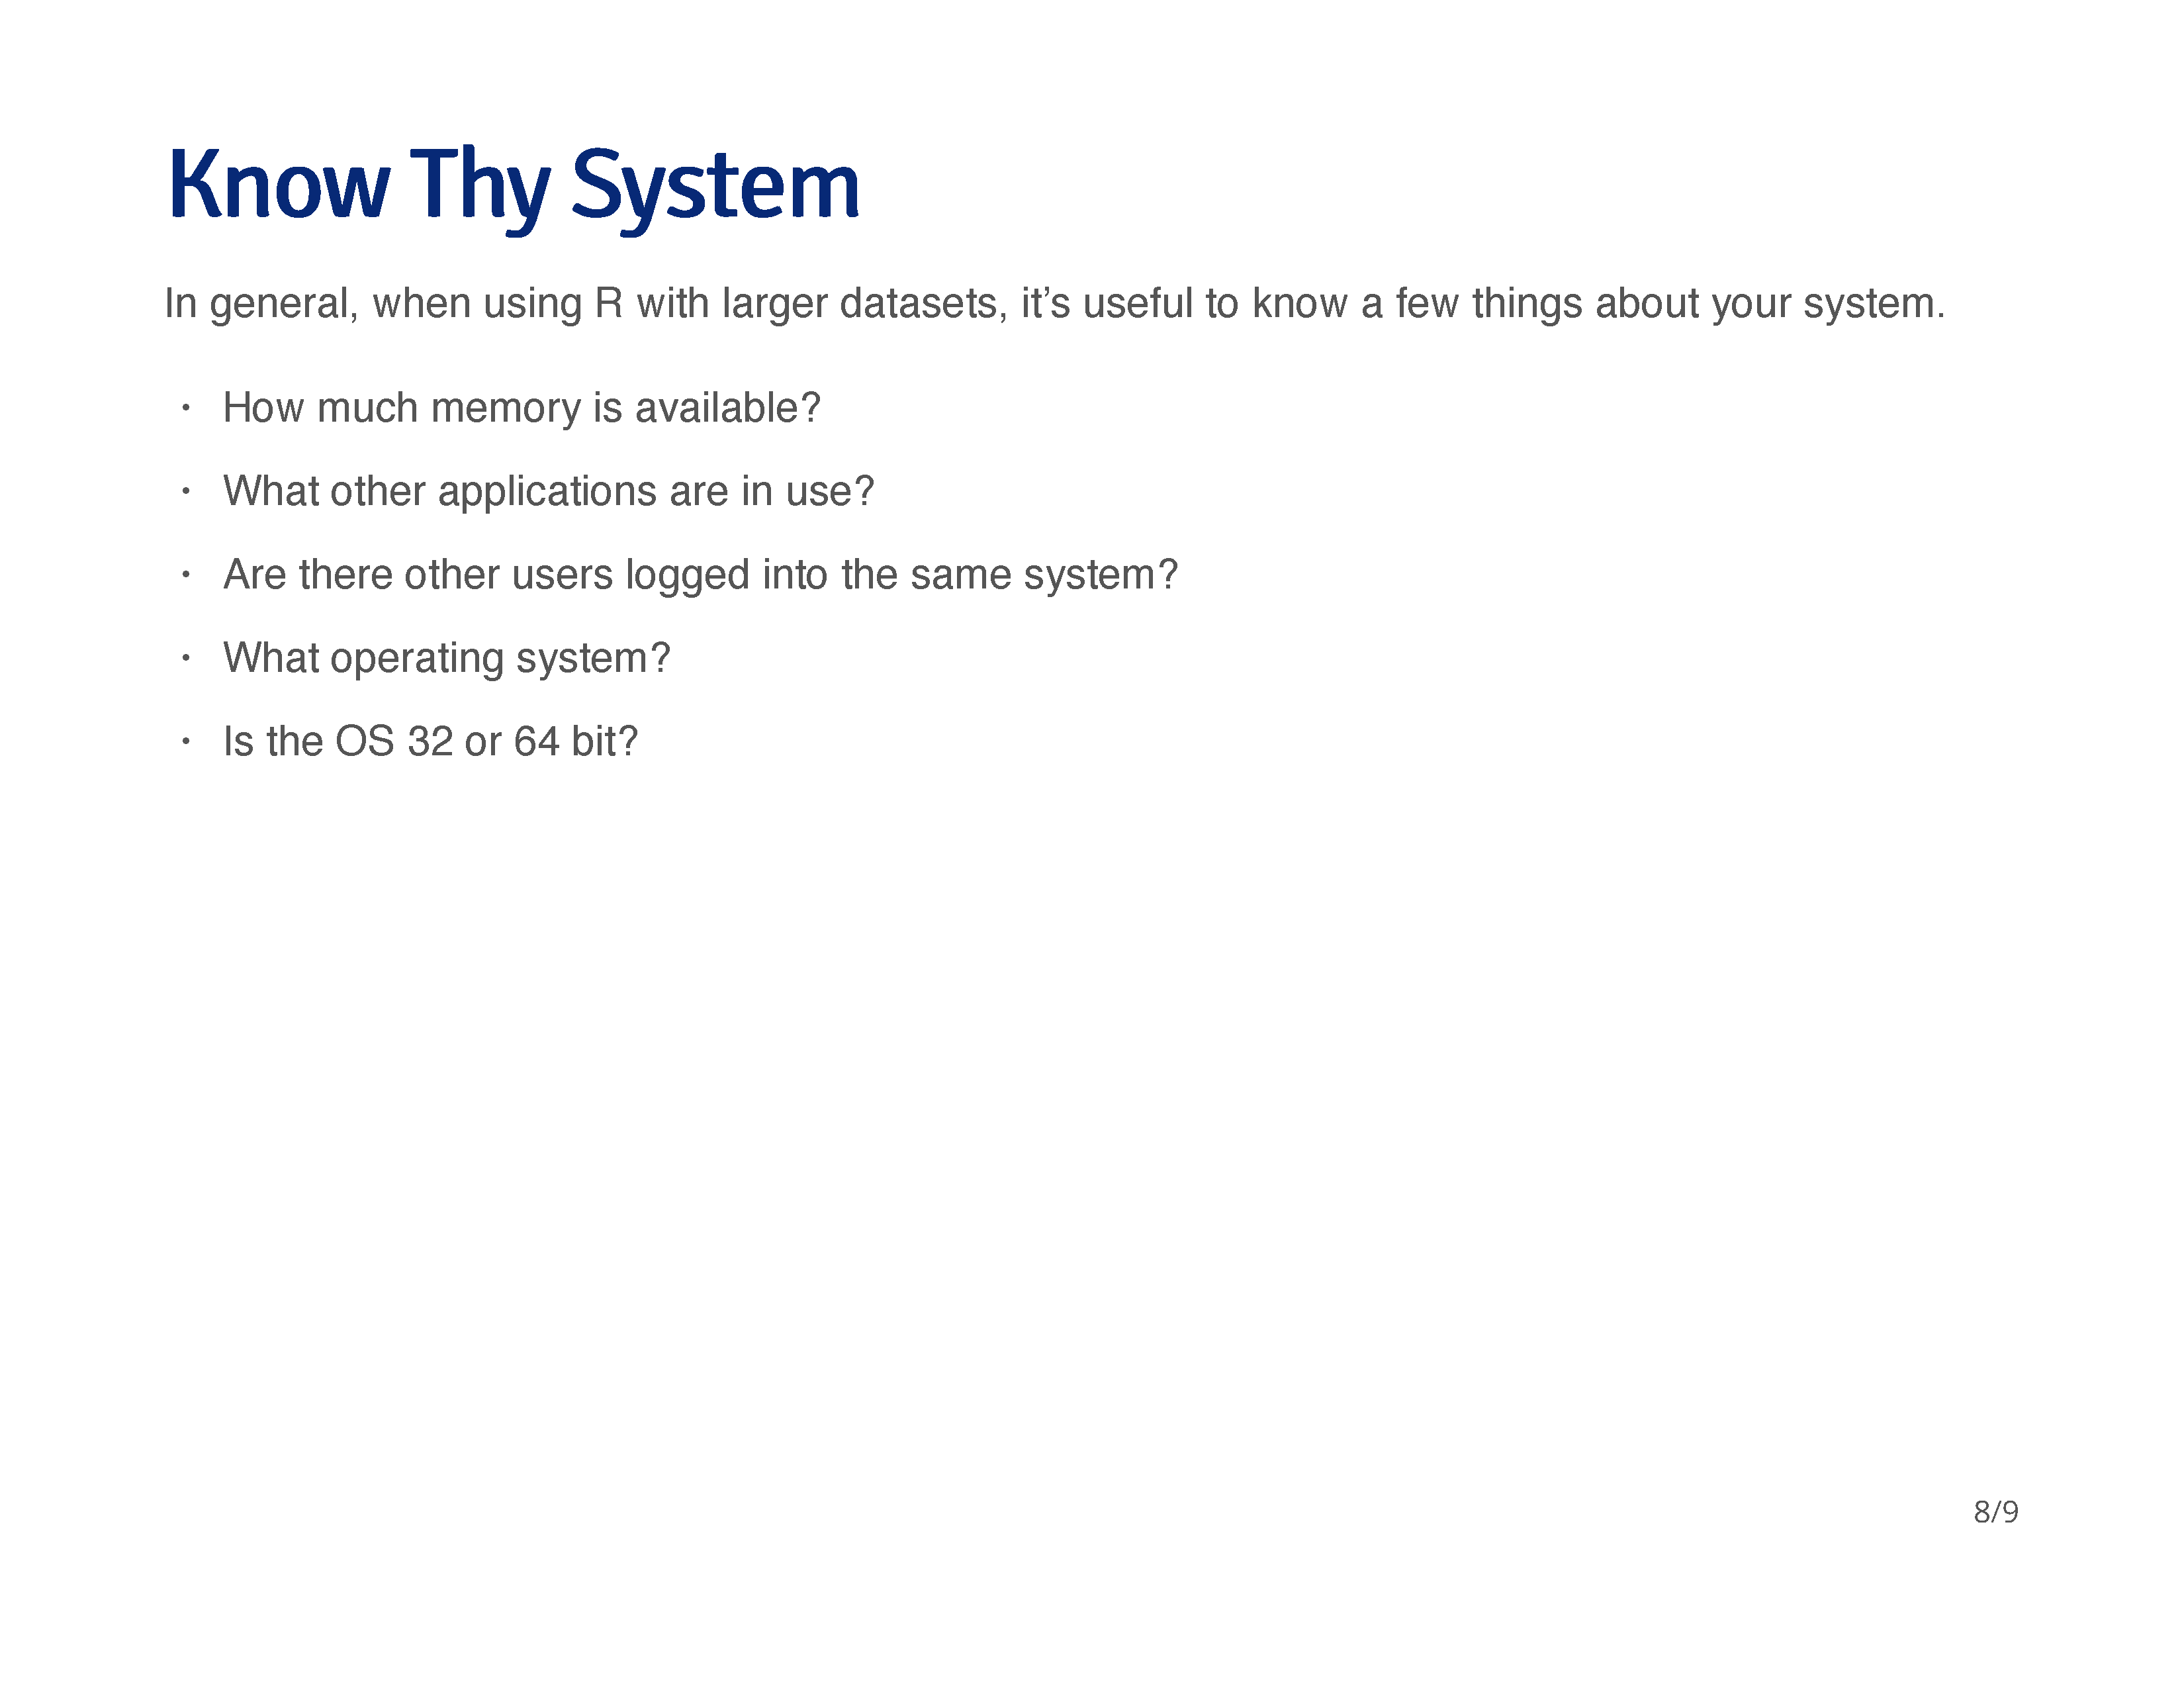 Know Thy System
In general, when using R with larger datasets, it’s useful to know a few things about your system.
· How much memory is available?
· What other applications are in use?
· Are there other users logged into the same system?
· What operating system?
· Is the OS 32 or 64 bit?
8/9